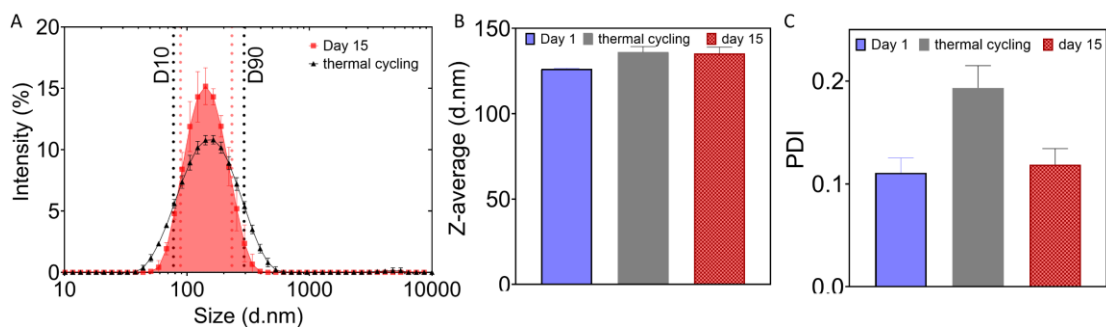 A
20
15
10
5
0
Intensity (%)
D10
D90
Day 15
thermal cycling
10
100
1000
10000
Size (d.nm)
B
150
100
50
0
Z-average (d.nm)
Day 1
thermal cycling
day 15
C
0.2
0.1
0.0
PDI
Day 1
thermal cycling
day 15